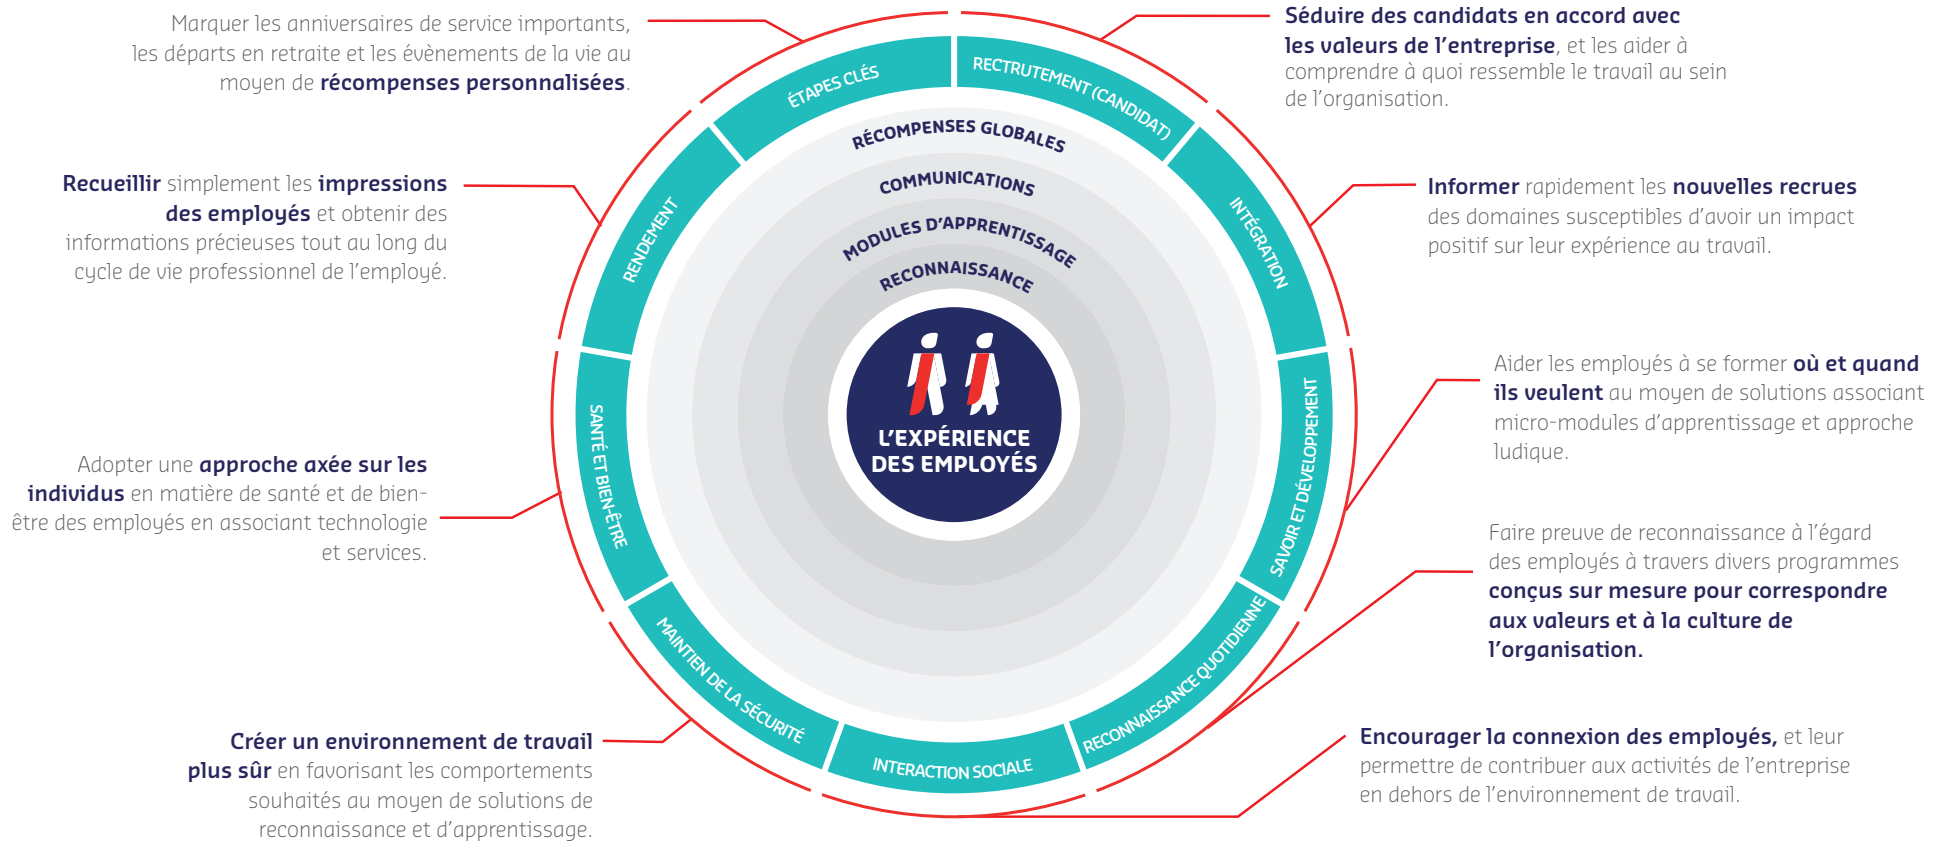 Marquer les anniversaires de service importants,
les départs en retraite et les évènements de la vie au
moyen de récompenses personnalisées.
Séduire des candidats en accord avec
les valeurs de l’entreprise, et les aider à
comprendre à quoi ressemble le travail au sein
de l’organisation.
Recueillir simplement les impressions
des employés et obtenir des
informations précieuses tout au long du
cycle de vie professionnel de l’employé.
Informer rapidement les nouvelles recrues
des domaines susceptibles d’avoir un impact
positif sur leur expérience au travail.
Adopter une approche axée sur les
individus en matière de santé et de bien-
être des employés en associant technologie
et services.
Aider les employés à se former où et quand
ils veulent au moyen de solutions associant
micro-modules d’apprentissage et approche
ludique.
Faire preuve de reconnaissance à l’égard
des employés à travers divers programmes
conçus sur mesure pour correspondre
aux valeurs et à la culture de
l’organisation.
Créer un environnement de travail
plus sûr en favorisant les comportements
souhaités au moyen de solutions de
reconnaissance et d’apprentissage.
Encourager la connexion des employés, et leur
permettre de contribuer aux activités de l’entreprise
en dehors de l’environnement de travail.
ÉTAPES CLÉS
RECTRUTEMENT (CANDIDAT)
INTÉGRATION
SAVOIR ET DÉVELOPPEMENT
RECONNAISSANCE QUOTIDIENNE
INTERACTION SOCIALE
MAINTIEN DE LA SÉCURITÉ
SANTÉ ET BIEN-ÊTRE
RENDEMENT
RÉCOMPENSES GLOBALES
COMMUNICATIONS
MODULES D’APPRENTISSAGE
RECONNAISSANCE
L’EXPÉRIENCE
DES EMPLOYÉS